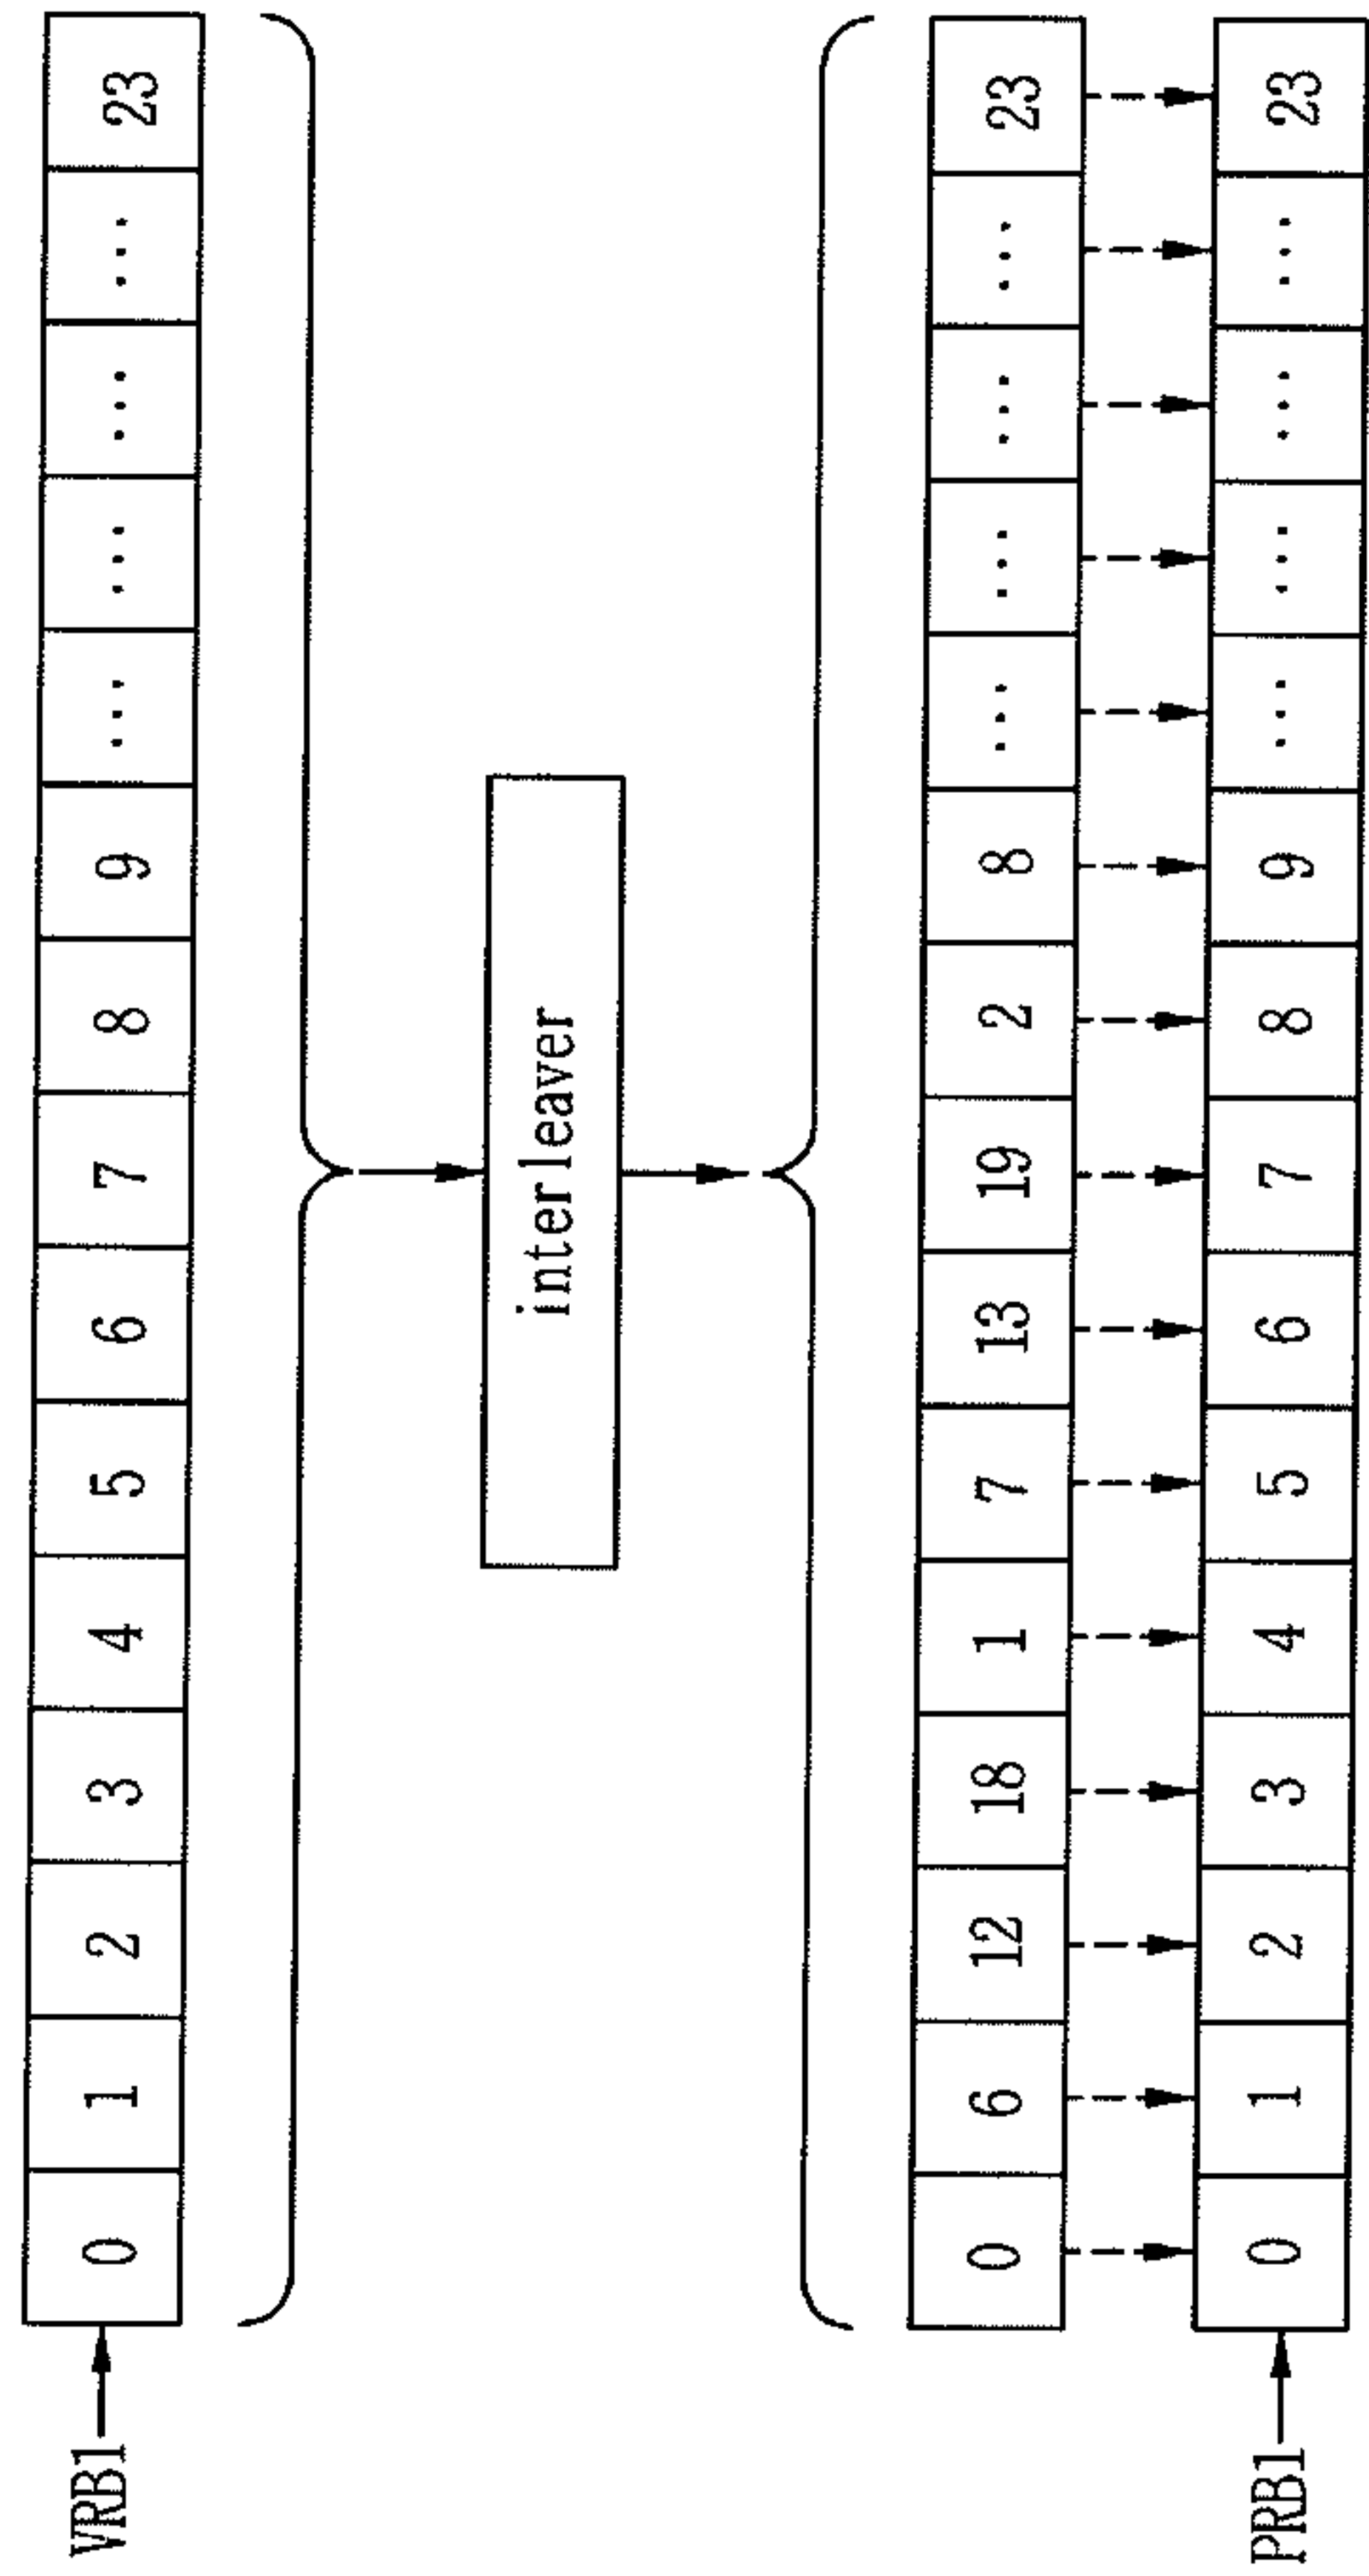 VRB1 0 1 2 3 4 5 6 7 8 9 ... ... ... ... 23
interleaver
0 6 12 18 1 7 13 19 2 8 ... ... ... ... 23
PRB1 0 1 2 3 4 5 6 7 8 9 ... ... ... ... 23